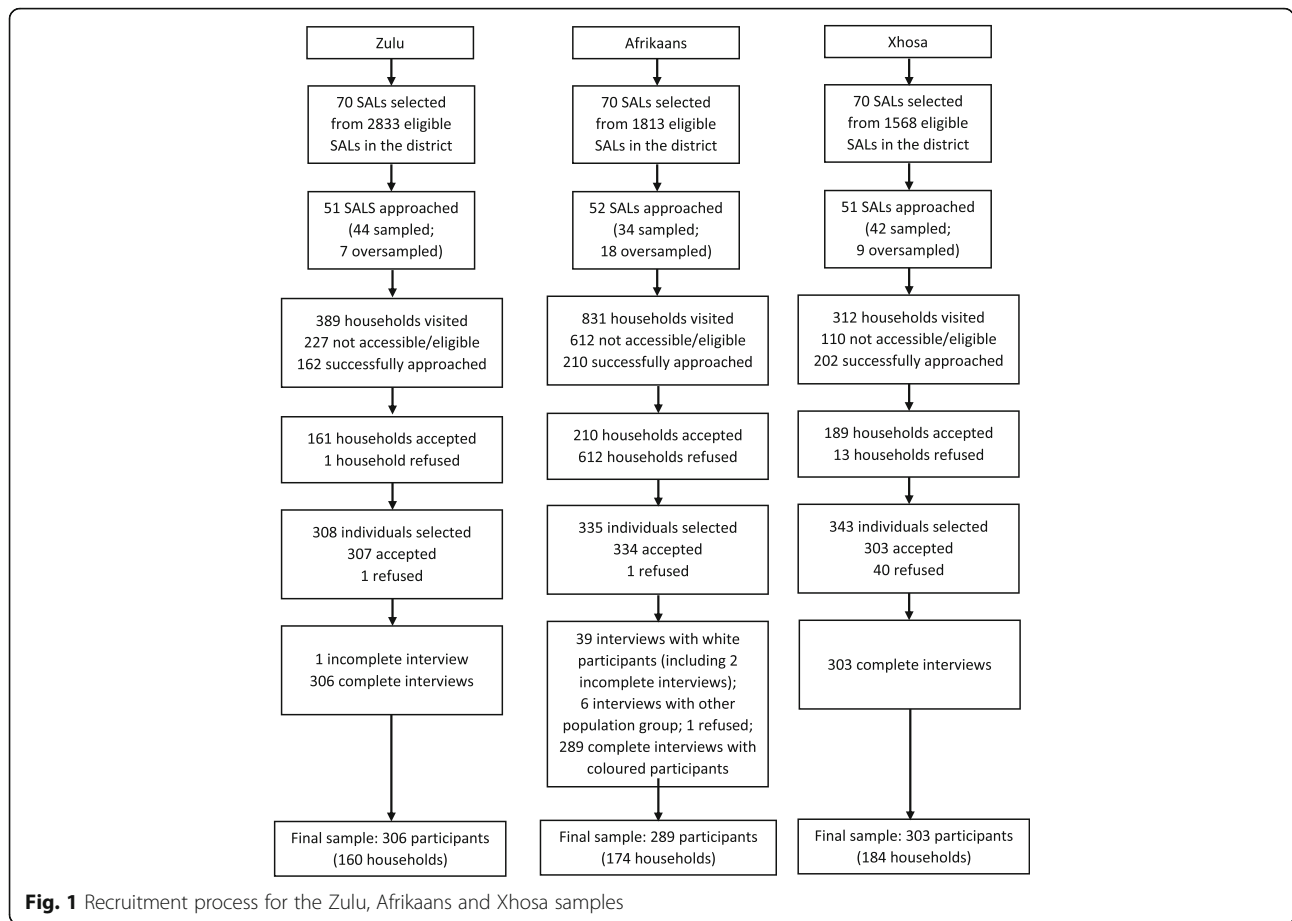 Zulu
70 SALs selected
from 2833 eligible
SALs in the district
51 SALS approached
(44 sampled;
7 oversampled)
389 households visited
227 not accessible/eligible
162 successfully approached
161 households accepted
1 household refused
308 individuals selected
307 accepted
1 refused
1 incomplete interview
306 complete interviews
Final sample: 306 participants
(160 households)
Afrikaans
70 SALs selected
from 1813 eligible
SALs in the district
52 SALs approached
(34 sampled;
18 oversampled)
831 households visited
612 not accessible/eligible
210 successfully approached
210 households accepted
612 households refused
335 individuals selected
334 accepted
1 refused
39 interviews with white
participants (including 2
incomplete interviews);
6 interviews with other
population group; 1 refused;
289 complete interviews with
coloured participants
Final sample: 289 participants
(174 households)
Xhosa
70 SALs selected
from 1568 eligible
SALs in the district
51 SALs approached
(42 sampled;
9 oversampled)
312 households visited
110 not accessible/eligible
202 successfully approached
189 households accepted
13 households refused
343 individuals selected
303 accepted
40 refused
303 complete interviews
Final sample: 303 participants
(184 households)
Fig. 1 Recruitment process for the Zulu, Afrikaans and Xhosa samples